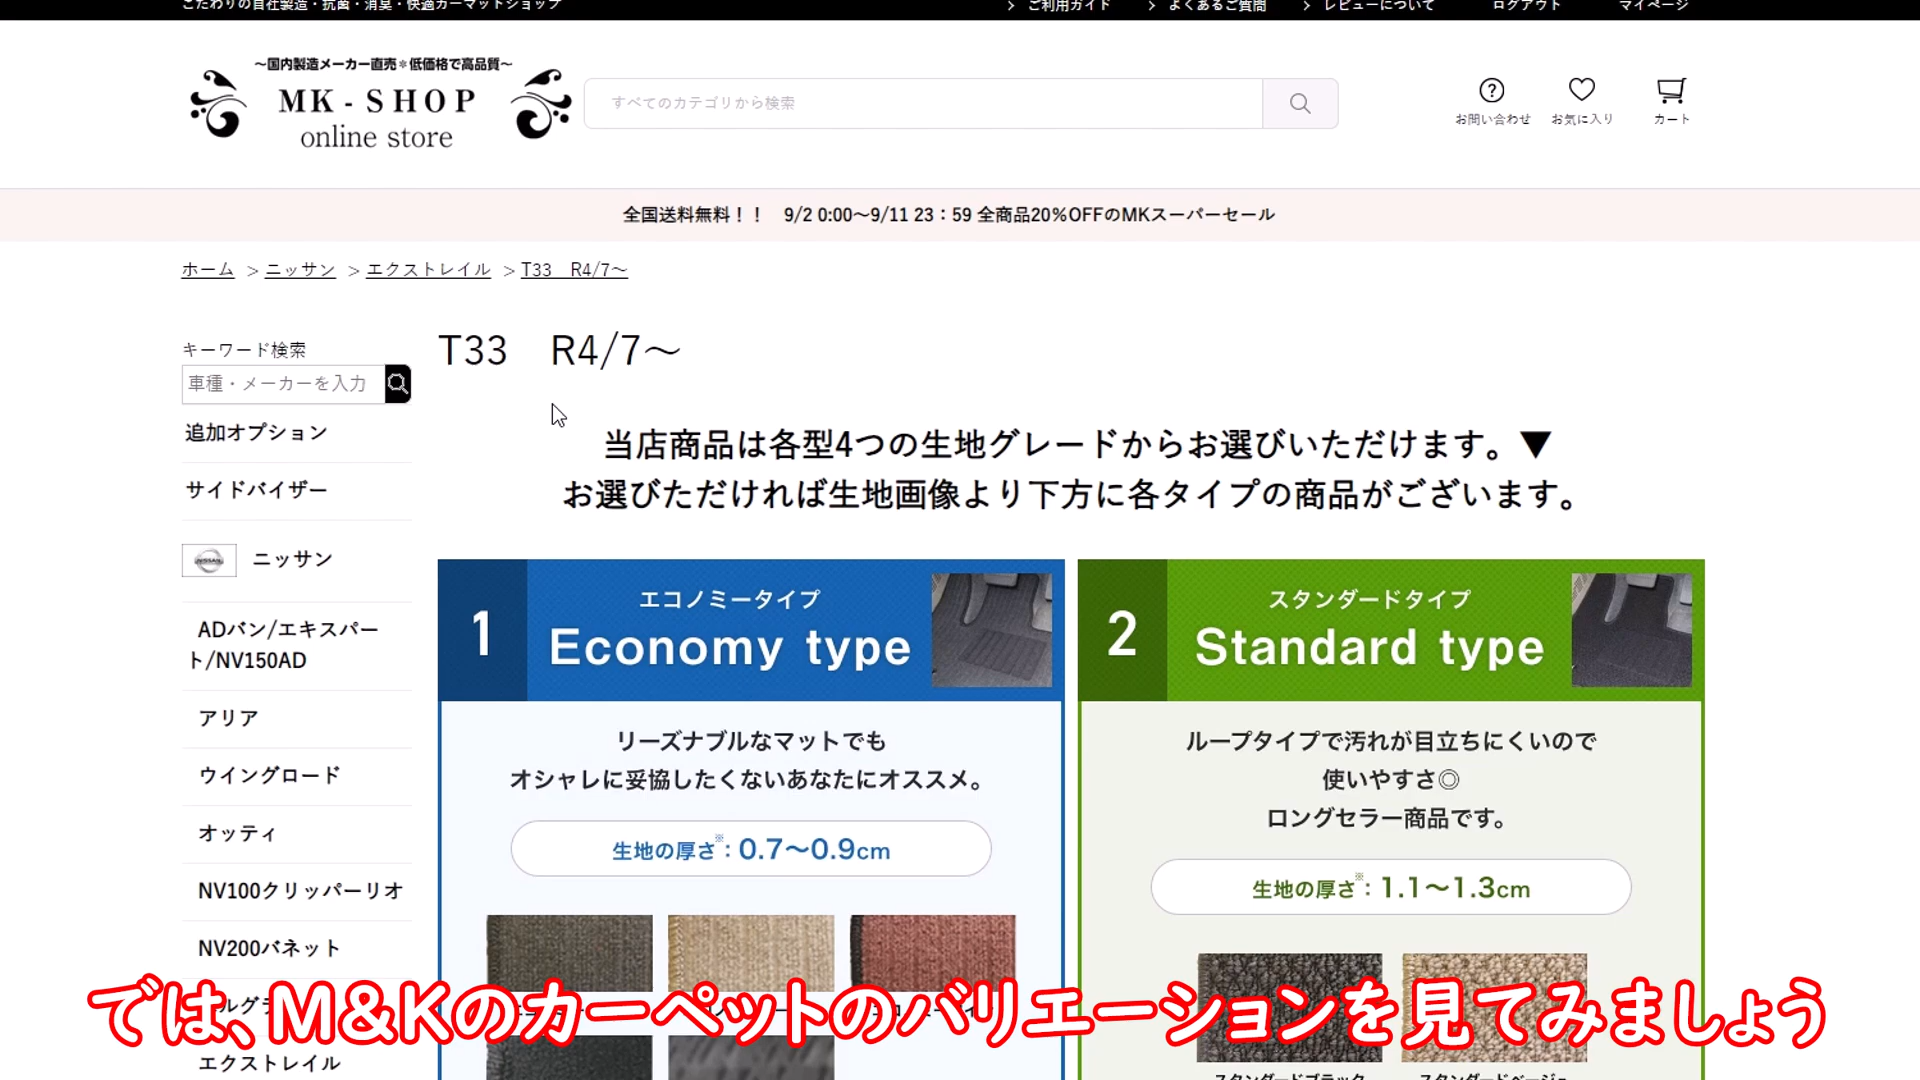 こだわりの自社製造・抗菌・消臭・快適カーマットショップ
ご利用ガイド
よくあるご質問
レビューについて
ログアウト
マイページ
～国内製造メーカー直売＊低価格で高品質～
MK-SHOP
online store
すべてのカテゴリから検索
お問い合わせ
お気に入り
カート
全国送料無料！！　9/2 0:00～9/11 23：59 全商品20%OFFのMKスーパーセール
ホーム ＞ニッサン ＞エクストレイル ＞T33　R4/7～
キーワード検索
車種・メーカーを入力
追加オプション
サイドバイザー
NISSAN
ニッサン
ADバン/エキスパー
ト/NV150AD
アリア
ウイングロード
オッティ
NV100クリッパーリオ
NV200バネット
エクストレイル
T33　R4/7～
当店商品は各型4つの生地グレードからお選びいただけます。▼
お選びただければ生地画像より下方に各タイプの商品がございます。
1
エコノミータイプ
Economy type
リーズナブルなマットでも
オシャレに妥協したくないあなたにオススメ。
生地の厚さ※：0.7～0.9cm
2
スタンダードタイプ
Standard type
ループタイプで汚れが目立ちにくいので
使いやすさ◎
ロングセラー商品です。
生地の厚さ※：1.1～1.3cm
スタンダードブラック
スタンダードベージュ
では、M&Kのカーペットのバリエーションを見てみましょう